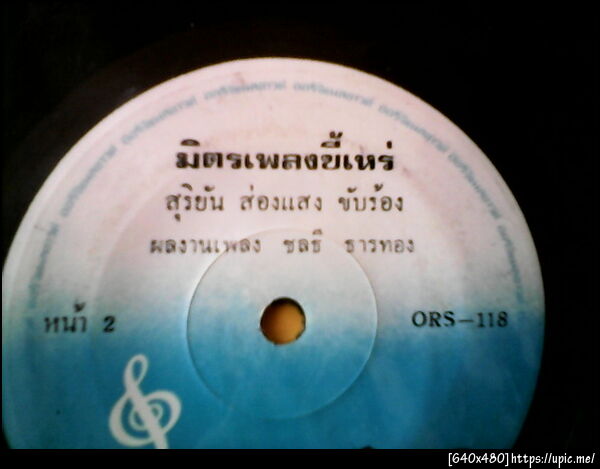 มิตรเพลงขี้เหร่
สุริยัน ส่องแสง ขับร้อง
ผลงานเพลง ชลธี ธารทอง
หน้า 2
ORS-118
[640x480]https://upic.me/